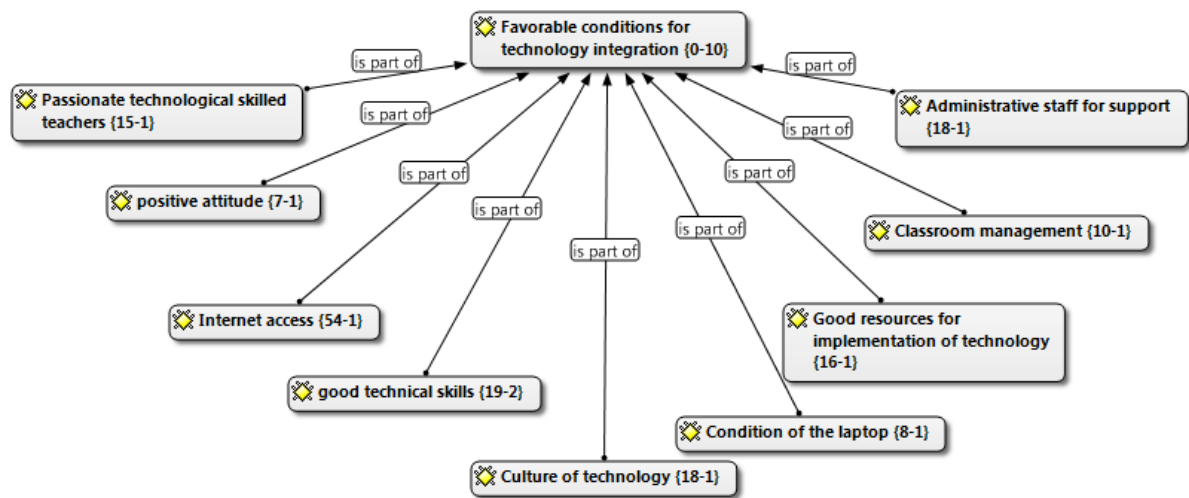 Favorable conditions for
technology integration {0-10}
is part of
is part of
Passionate technological skilled
teachers {15-1}
Administrative staff for support
{18-1}
is part of
is part of
is part of
is part of
positive attitude {7-1}
is part of
is part of
Classroom management {10-1}
is part of
Internet access {54-1}
Good resources for
implementation of technology
{16-1}
good technical skills {19-2}
Condition of the laptop {8-1}
Culture of technology {18-1}